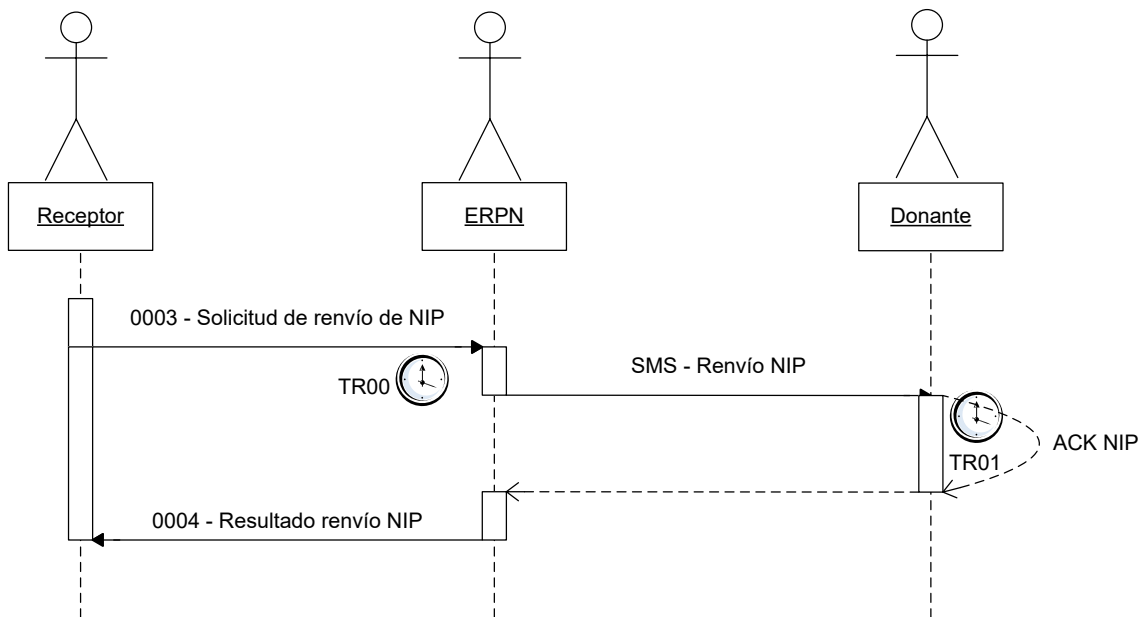 Receptor
ERPN
Donante
0003 - Solicitud de renvío de NIP
TR00
SMS - Renvío NIP
ACK NIP
TR01
0004 - Resultado renvío NIP